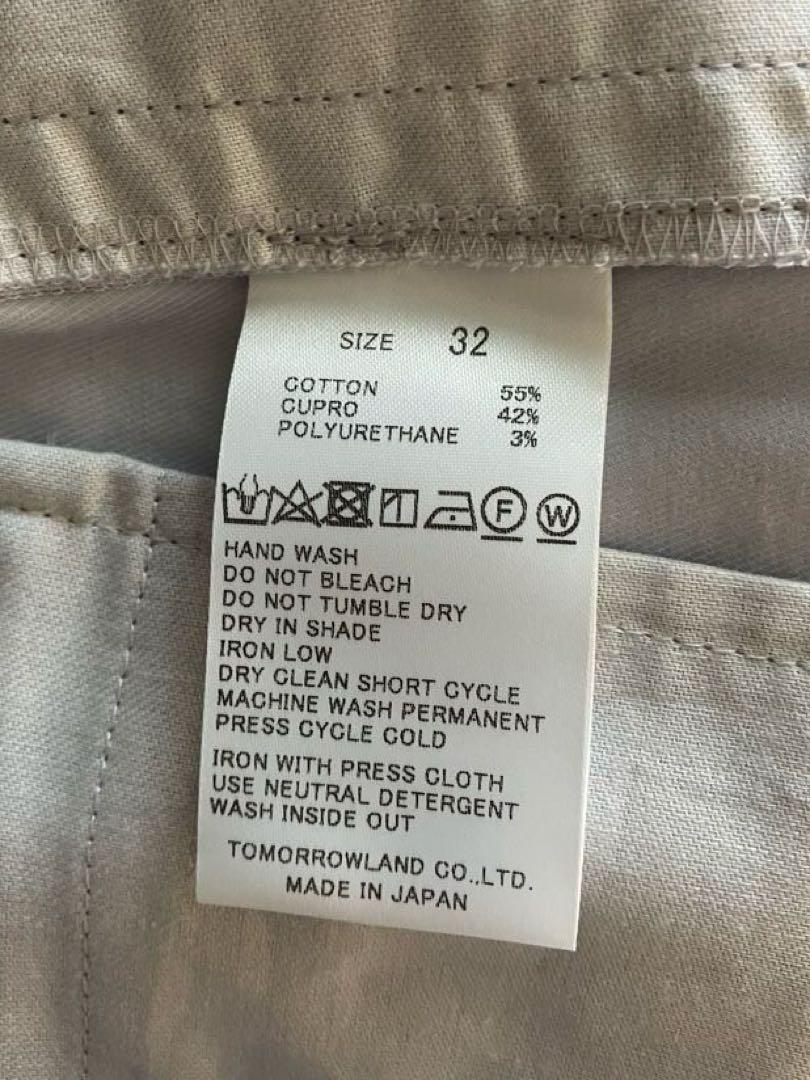 SIZE 32
COTTON 55%
CUPRO 42%
POLYURETHANE 3%
F W
HAND WASH
DO NOT BLEACH
DO NOT TUMBLE DRY
DRY IN SHADE
IRON LOW
DRY CLEAN SHORT CYCLE
MACHINE WASH PERMANENT
PRESS CYCLE COLD
IRON WITH PRESS CLOTH
USE NEUTRAL DETERGENT
WASH INSIDE OUT
TOMORROWLAND CO.,LTD.
MADE IN JAPAN